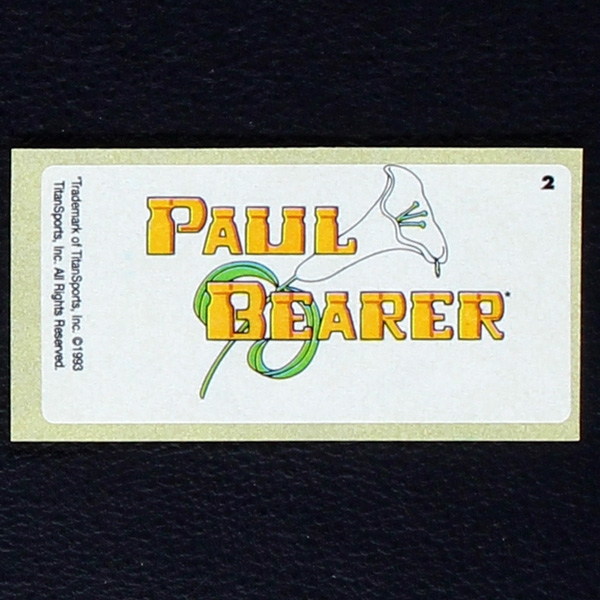 PAUL
BEARER*
2
*Trademark of TitanSports, Inc. ©1993
TitanSports, Inc. All Rights Reserved.